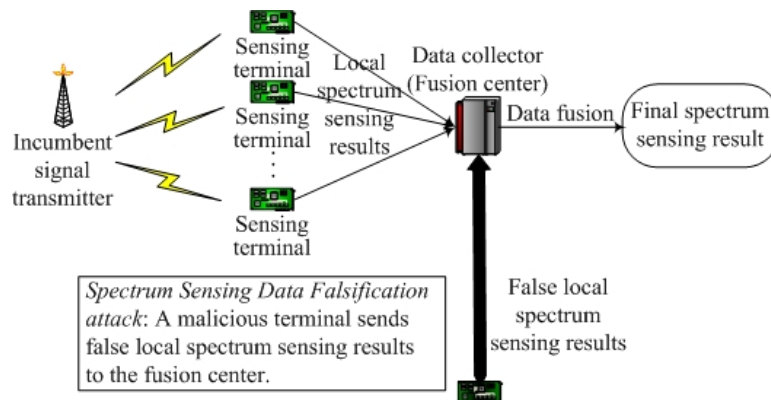 Incumbent
signal
transmitter
Sensing
terminal
Sensing
terminal
Sensing
terminal
Local
spectrum
sensing
results
Data collector
(Fusion center)
Data fusion
Final spectrum
sensing result
Spectrum Sensing Data Falsification
attack: A malicious terminal sends
false local spectrum sensing results
to the fusion center.
False local
spectrum
sensing results